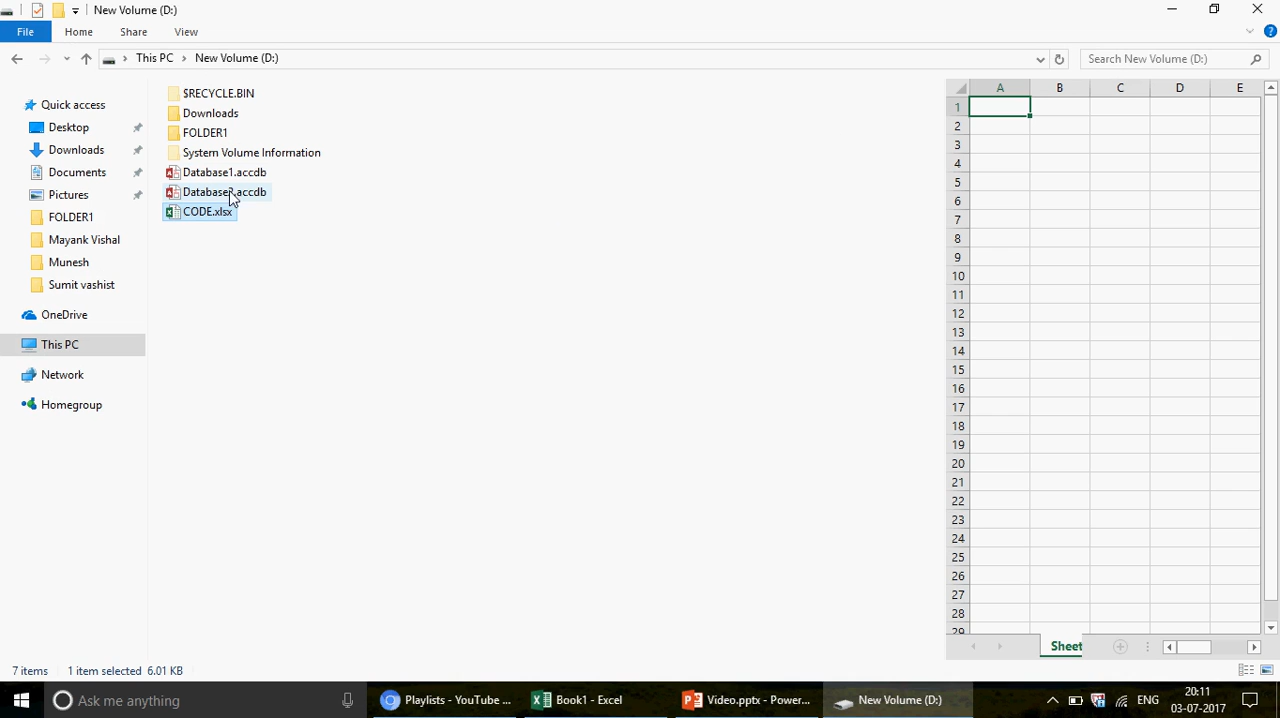 New Volume (D:)
File Home Share View
This PC New Volume (D:) Search New Volume (D:)
Quick access
Desktop
Downloads
Documents
Pictures
FOLDER1
Mayank Vishal
Munesh
Sumit vashist
OneDrive
This PC
Network
Homegroup
$RECYCLE.BIN
Downloads
FOLDER1
System Volume Information
Database1.accdb
CODE.xlsx
A B C D E
1
2
3
4
5
6
7
8
9
10
11
12
13
14
15
16
17
18
19
20
21
22
23
24
25
26
27
28
29
Sheet
7 items 1 item selected 6.01 KB
Ask me anything Playlists - YouTube ... Book1 - Excel Video.pptx - Power... New Volume (D:) ENG 20:11
03-07-2017